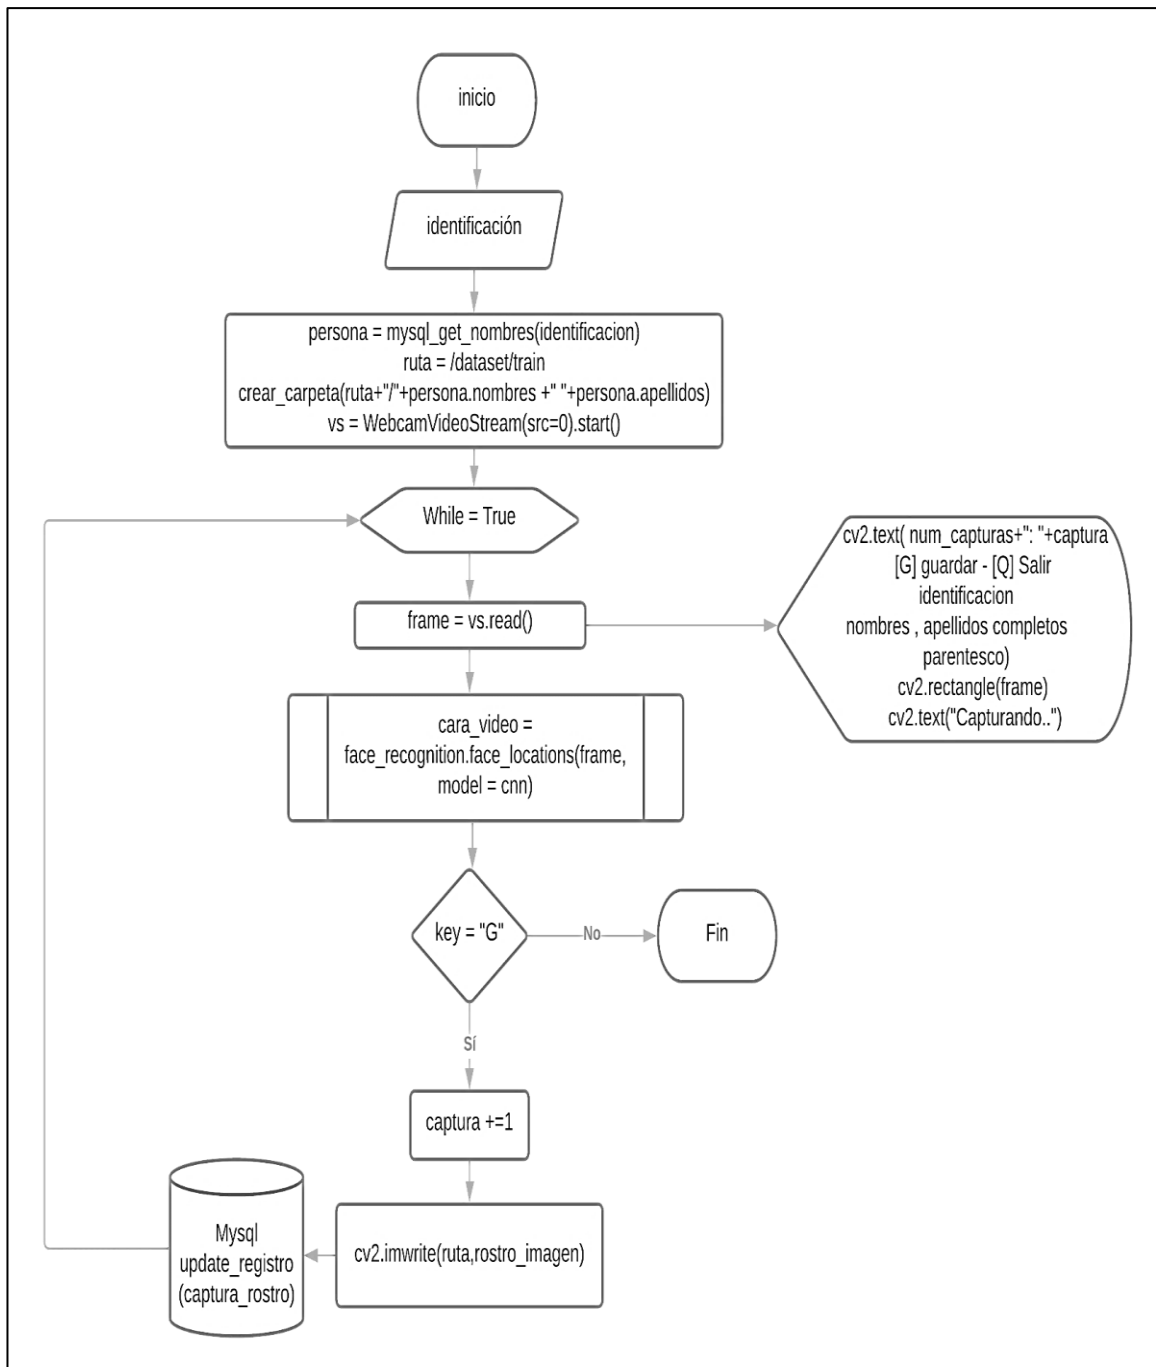 inicio
identificación
persona = mysql_get_nombres(identificacion)
ruta = /dataset/train
crear_carpeta(ruta+"/"+persona.nombres +" "+persona.apellidos)
vs = WebcamVideoStream(src=0).start()
While = True
frame = vs.read()
cv2.text( num_capturas+": "+captura
[G] guardar - [Q] Salir
identificacion
nombres , apellidos completos
parentesco)
cv2.rectangle(frame)
cv2.text("Capturando..")
cara_video =
face_recognition.face_locations(frame,
model = cnn)
key = "G"
No
Fin
Sí
captura +=1
cv2.imwrite(ruta,rostro_imagen)
Mysql
update_registro
(captura_rostro)